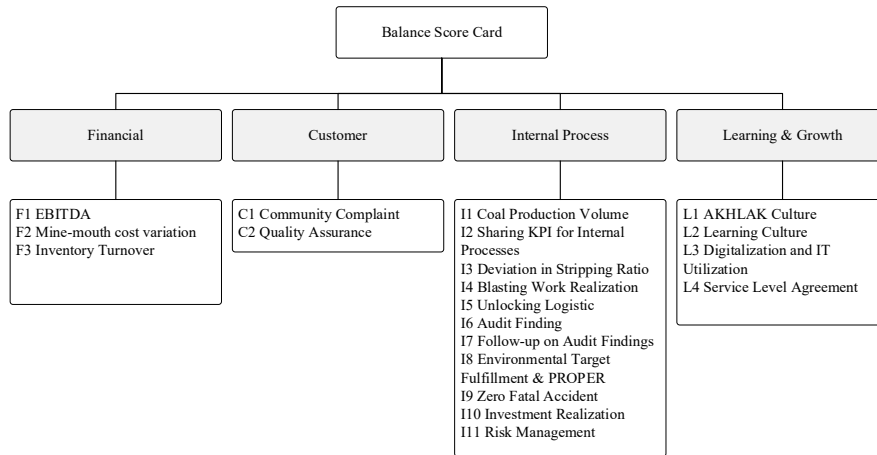 Balance Score Card
Financial
Customer
Internal Process
Learning & Growth
F1 EBITDA
F2 Mine-mouth cost variation
F3 Inventory Turnover
C1 Community Complaint
C2 Quality Assurance
I1 Coal Production Volume
I2 Sharing KPI for Internal
Processes
I3 Deviation in Stripping Ratio
I4 Blasting Work Realization
I5 Unlocking Logistic
I6 Audit Finding
I7 Follow-up on Audit Findings
I8 Environmental Target
Fulfillment & PROPER
I9 Zero Fatal Accident
I10 Investment Realization
I11 Risk Management
L1 AKHLAK Culture
L2 Learning Culture
L3 Digitalization and IT
Utilization
L4 Service Level Agreement